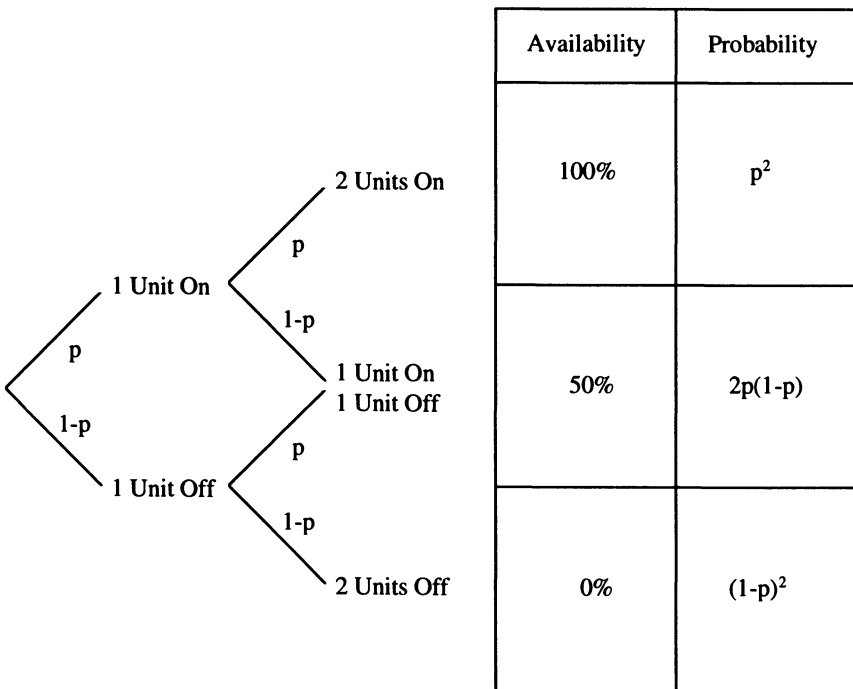 Availability Probability
100% p²
2 Units On
p
1 Unit On
1-p
p
1 Unit On
1 Unit Off
50% 2p(1-p)
1-p
p
1 Unit Off
1-p
2 Units Off
0% (1-p)²